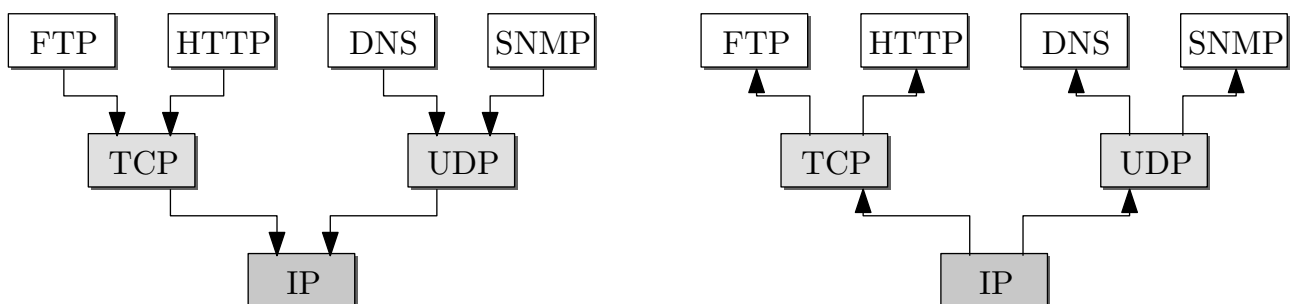 FTP HTTP DNS SNMP FTP HTTP DNS SNMP
TCP UDP TCP UDP
IP IP